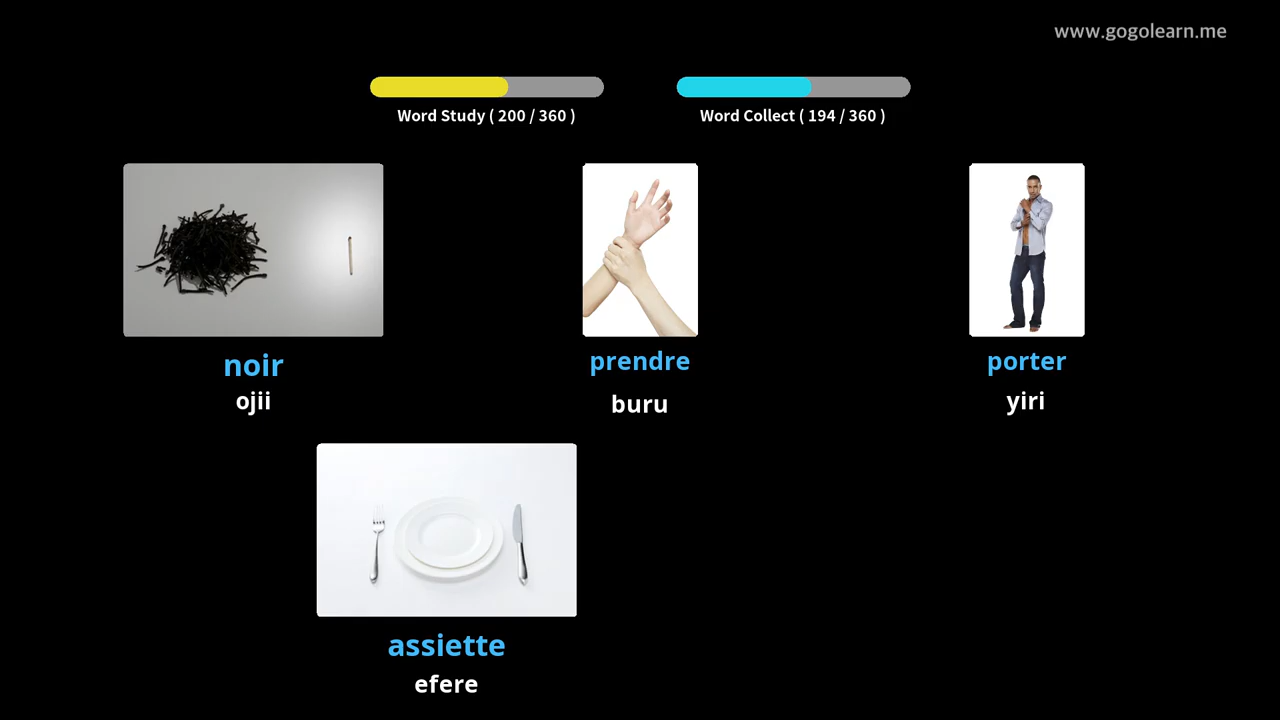 www.gogolearn.me
Word Study ( 200 / 360 )
Word Collect ( 194 / 360 )
noir
ojii
prendre
buru
porter
yiri
assiette
efere